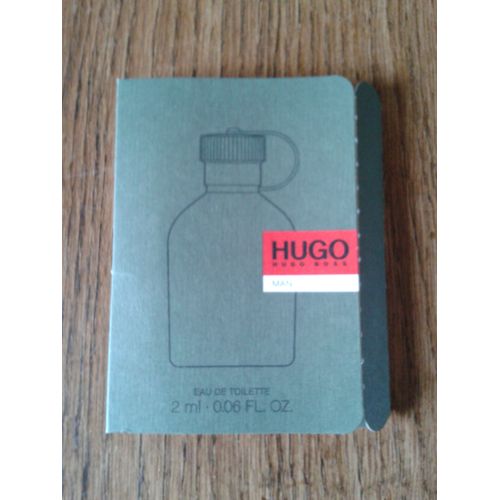 HUGO
HUGO BOSS
MAN
EAU DE TOILETTE
2 ml · 0.06 FL. OZ.